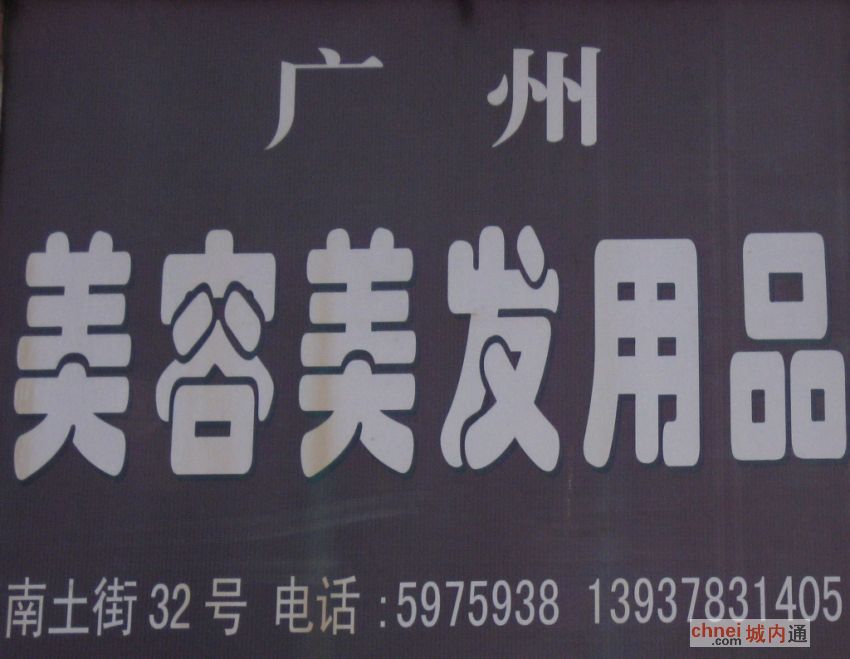 广州
美容美发用品
南土街32号 电话:5975938 13937831405
chnei.com 城内通